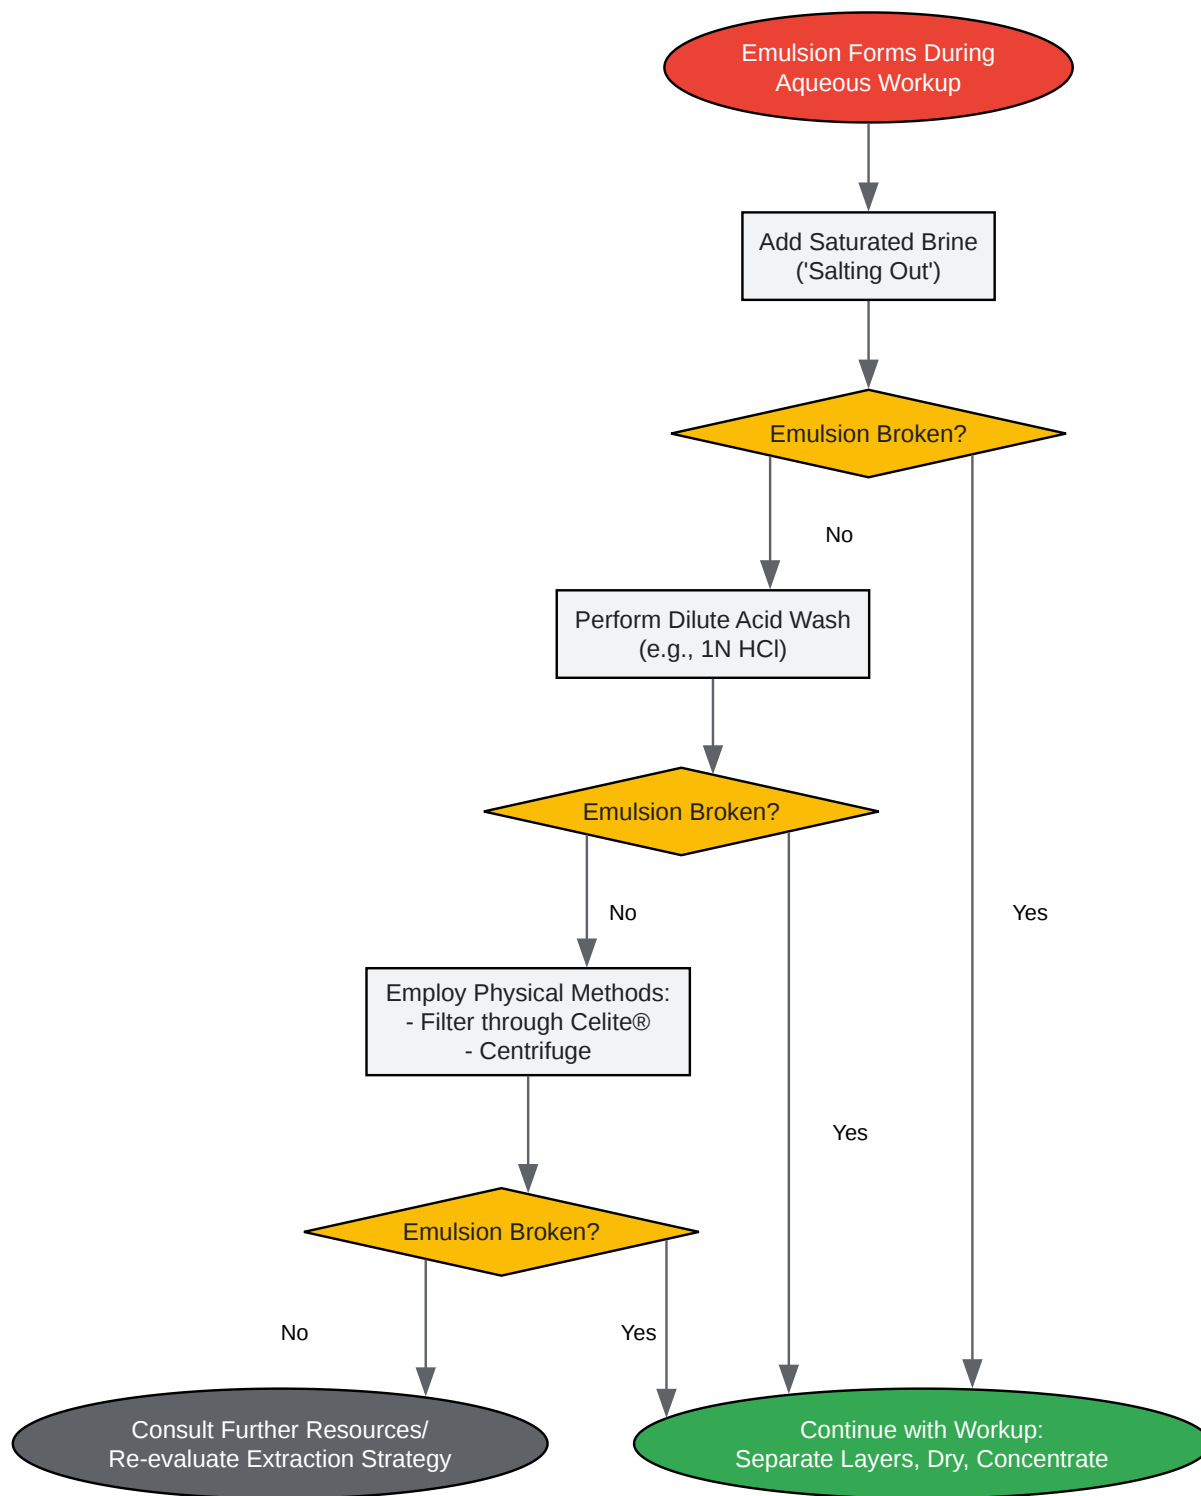 Emulsion Forms During
Aqueous Workup
Add Saturated Brine
('Salting Out')
Emulsion Broken?
No
Perform Dilute Acid Wash
(e.g., 1N HCl)
Emulsion Broken?
No
Yes
Employ Physical Methods:
- Filter through Celite®
- Centrifuge
Yes
Emulsion Broken?
No
Yes
Consult Further Resources/
Re-evaluate Extraction Strategy
Continue with Workup:
Separate Layers, Dry, Concentrate